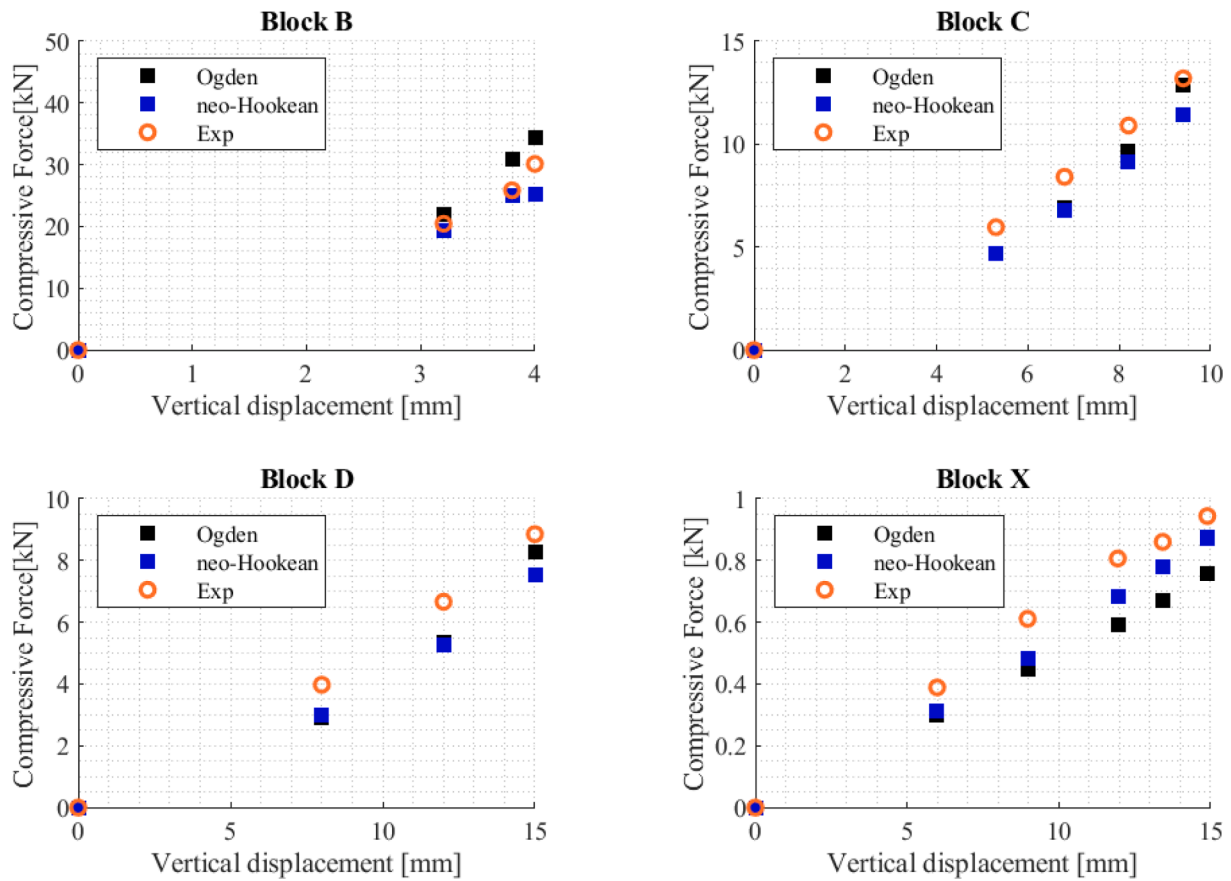 Block B
Compressive Force[kN]
50
40
30
20
10
0
Ogden
neo-Hookean
Exp
0 1 2 3 4
Vertical displacement [mm]
Block C
Compressive Force[kN]
15
10
5
0
Ogden
neo-Hookean
Exp
0 2 4 6 8 10
Vertical displacement [mm]
Block D
Compressive Force[kN]
10
8
6
4
2
0
Ogden
neo-Hookean
Exp
0 5 10 15
Vertical displacement [mm]
Block X
Compressive Force [kN]
1
0.8
0.6
0.4
0.2
0
Ogden
neo-Hookean
Exp
0 5 10 15
Vertical displacement [mm]